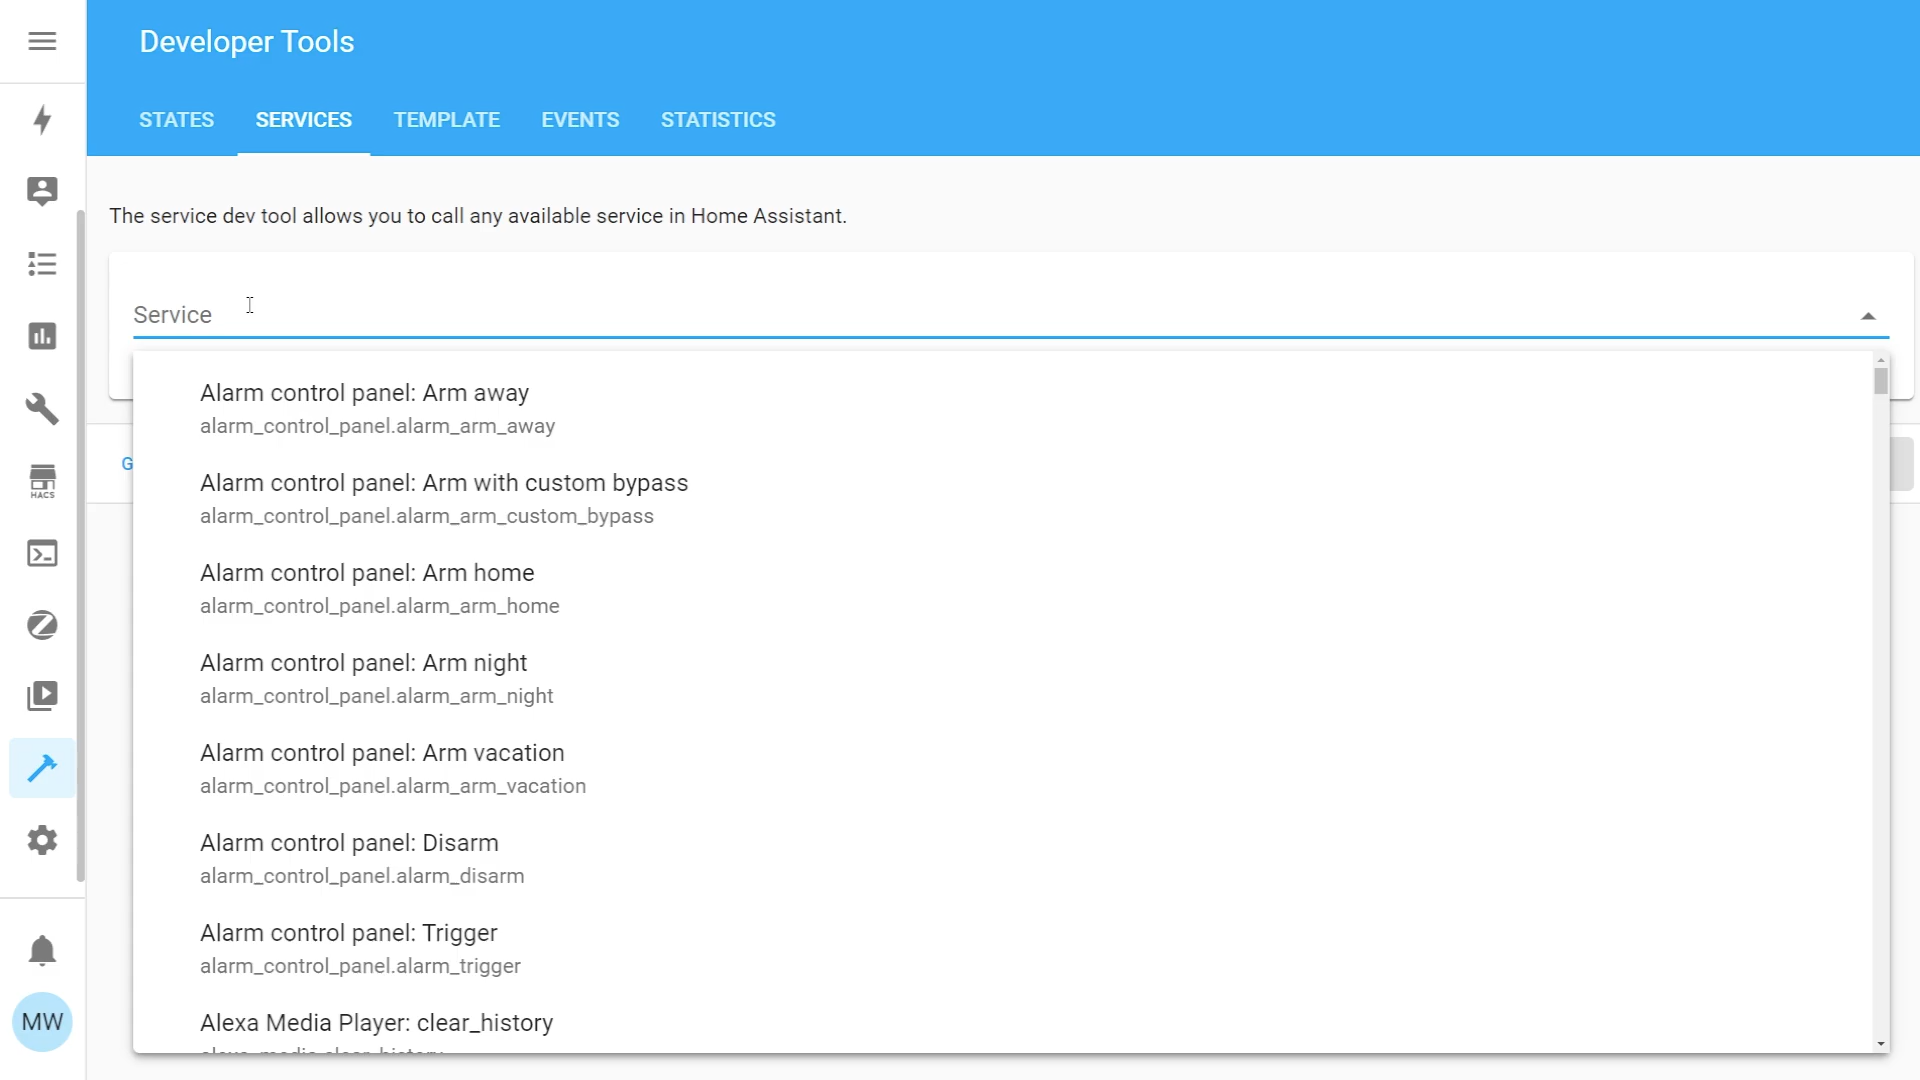 Developer Tools
STATES SERVICES TEMPLATE EVENTS STATISTICS
The service dev tool allows you to call any available service in Home Assistant.
Service
Alarm control panel: Arm away
alarm_control_panel.alarm_arm_away
G
Alarm control panel: Arm with custom bypass
alarm_control_panel.alarm_arm_custom_bypass
HACS
Alarm control panel: Arm home
alarm_control_panel.alarm_arm_home
Alarm control panel: Arm night
alarm_control_panel.alarm_arm_night
Alarm control panel: Arm vacation
alarm_control_panel.alarm_arm_vacation
Alarm control panel: Disarm
alarm_control_panel.alarm_disarm
Alarm control panel: Trigger
alarm_control_panel.alarm_trigger
Alexa Media Player: clear_history
MW